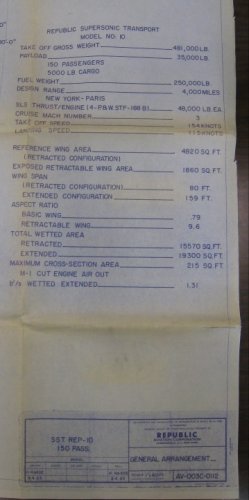 REPUBLIC SUPERSONIC TRANSPORT
MODEL NO. 10
TAKE OFF GROSS WEIGHT 481,000 LB.
PAYLOAD 35,000 LB.
150 PASSENGERS
5000 LB CARGO
FUEL WEIGHT 250,000 LB.
DESIGN RANGE 4,000 MILES
NEW YORK - PARIS
SLS THRUST/ENGINE (4-P.&W. STF-188B) 46,000 LB. EA
CRUISE MACH NUMBER 3
TAKE OFF SPEED 154 KNOTS
LANDING SPEED 115 KNOTS
REFERENCE WING AREA 4820 SQ. FT.
(RETRACTED CONFIGURATION)
EXPOSED RETRACTABLE WING AREA 1860 SQ. FT.
WING SPAN
(RETRACTED CONFIGURATION) 80 FT.
EXTENDED CONFIGURATION 159 FT.
ASPECT RATIO
BASIC WING .79
RETRACTABLE WING 9.6
TOTAL WETTED AREA
RETRACTED 15570 SQ. FT.
EXTENDED 19300 SQ. FT.
MAXIMUM CROSS-SECTION AREA 215 SQ. FT.
M-1 CUT ENGINE AIR OUT
b²/s WETTED EXTENDED 1.31
SST REP-10
150 PASS.
REPUBLIC
GENERAL ARRANGEMENT
AV-003C-0112